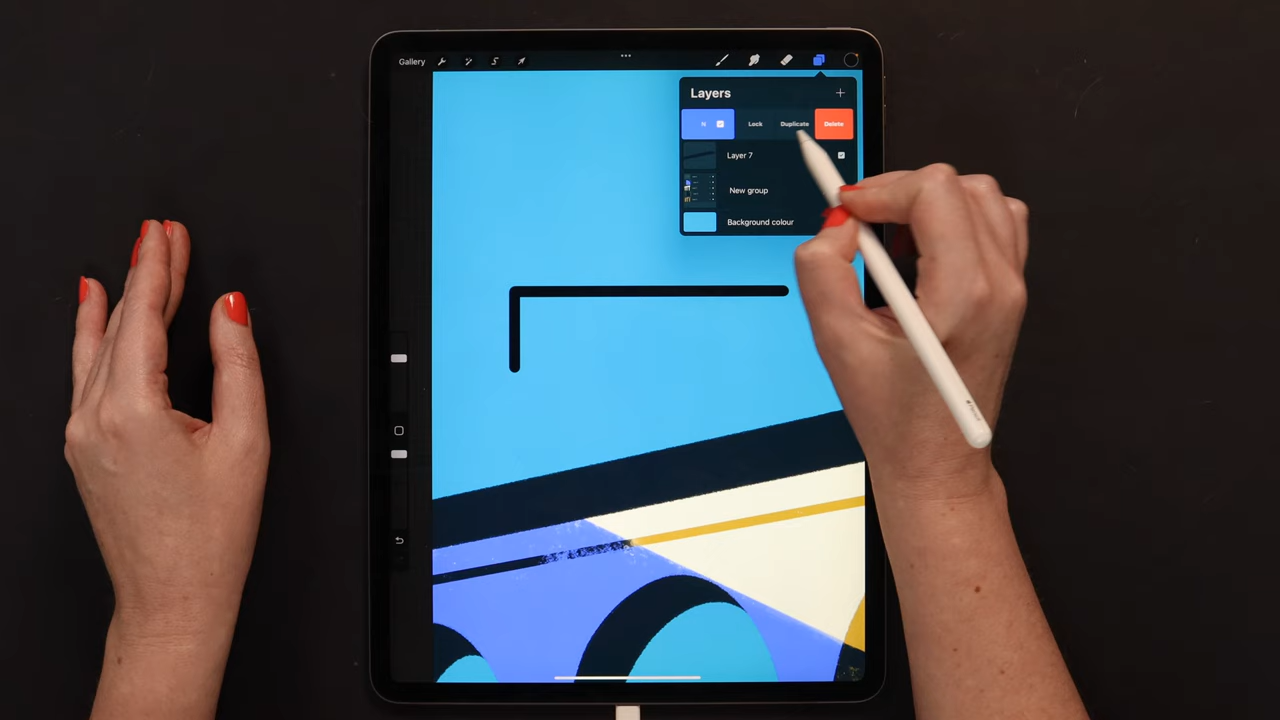 Gallery
Layers
N
Lock Duplicate Delete
Layer 7
New group
Background colour